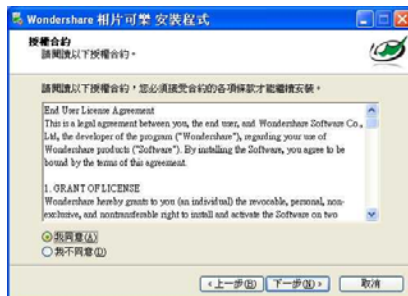 Wondershare 相片可樂 安裝程式
授權合約
請閱讀以下授權合約。
請閱讀以下授權合約，您必須接受合約的各項條款才能繼續安裝。
End User License Agreement
This is a legal agreement between you, the end user, and Wondershare Software Co.,
Ltd, the developer of the program ("Wondershare"), regarding your use of
Wondershare products ("Software"). By installing the Software, you agree to be
bound by the terms of this agreement.
1. GRANT OF LICENSE
Wondershare hereby grants to you (an individual) the revocable, personal, non-
exclusive, and nontransferable right to install and activate the Software on two
我同意(A)
我不同意(D)
<上一步(B)
下一步(N)>
取消